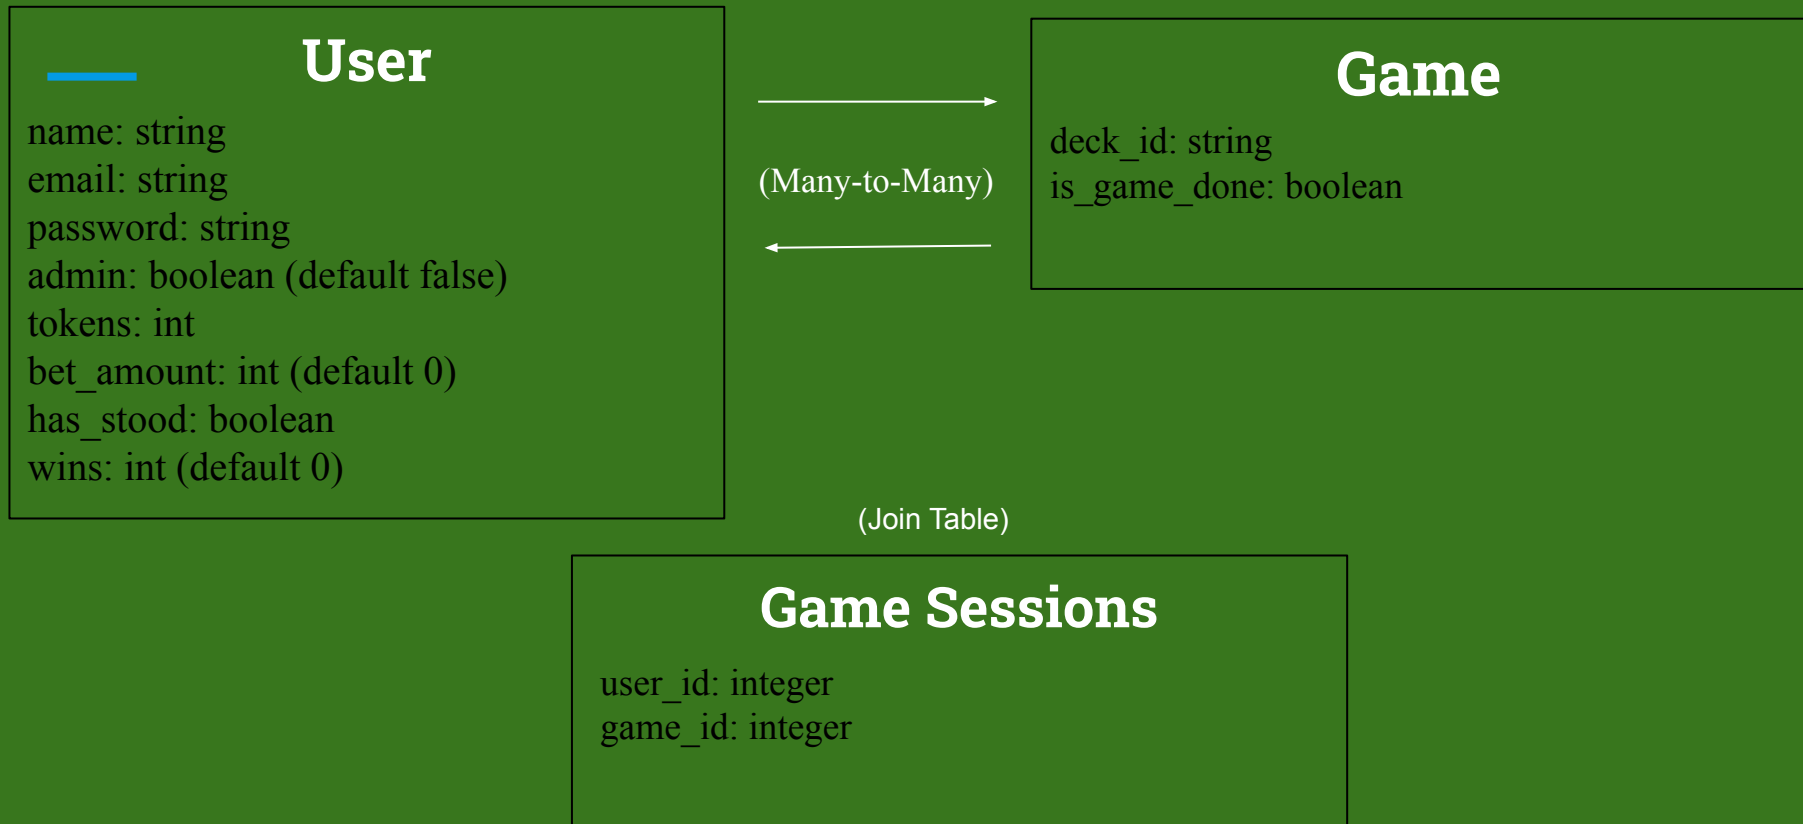 User
name: string
email: string
password: string
admin: boolean (default false)
tokens: int
bet_amount: int (default 0)
has_stood: boolean
wins: int (default 0)
(Many-to-Many)
Game
deck_id: string
is_game_done: boolean
(Join Table)
Game Sessions
user_id: integer
game_id: integer